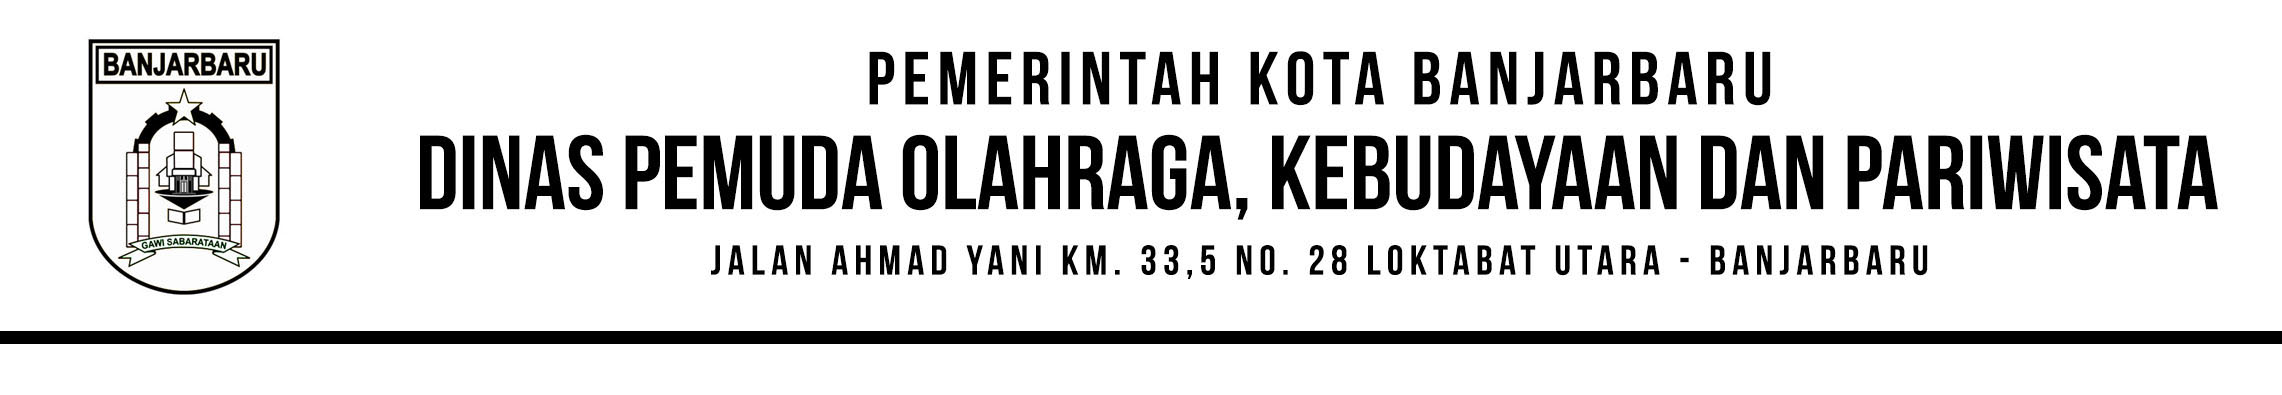 BANJARBARU
GAWI SABARATAAN
PEMERINTAH KOTA BANJARBARU
DINAS PEMUDA OLAHRAGA, KEBUDAYAAN DAN PARIWISATA
JALAN AHMAD YANI KM. 33,5 NO. 28 LOKTABAT UTARA - BANJARBARU